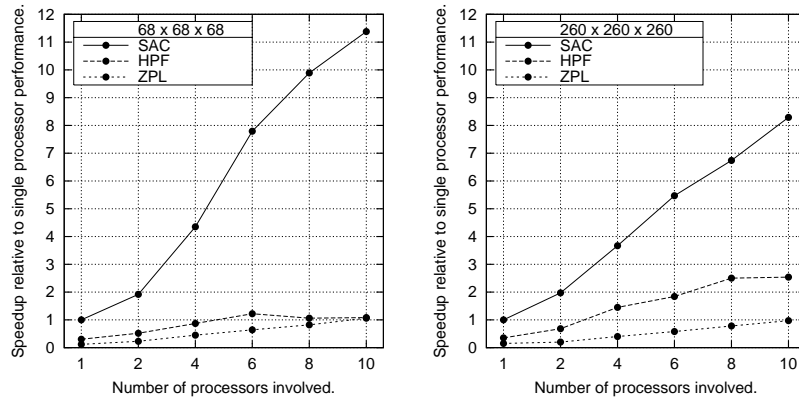 Speedup relative to single processor performance.
12
11
10
9
8
7
6
5
4
3
2
1
0
68 x 68 x 68
SAC
HPF
ZPL
1 2 4 6 8 10
Number of processors involved.
Speedup relative to single processor performance.
12
11
10
9
8
7
6
5
4
3
2
1
0
260 x 260 x 260
SAC
HPF
ZPL
1 2 4 6 8 10
Number of processors involved.